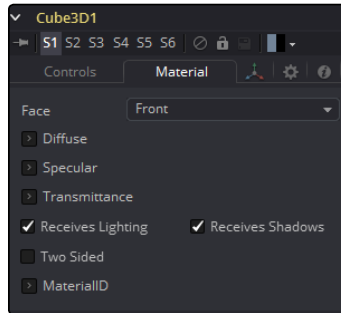 Cube3D1
S1 S2 S3 S4 S5 S6
Controls Material
Face Front
Diffuse
Specular
Transmittance
Receives Lighting Receives Shadows
Two Sided
MaterialID